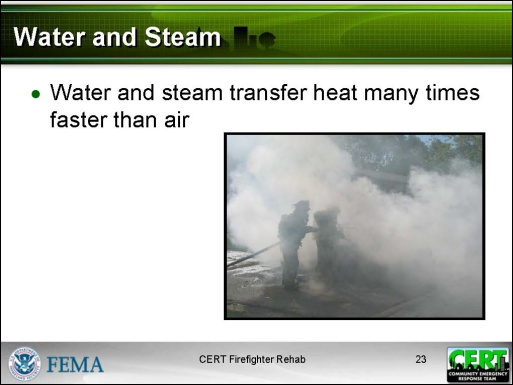 Water and Steam
• Water and steam transfer heat many times
faster than air
FEMA
CERT Firefighter Rehab
23
CERT
COMMUNITY EMERGENCY
RESPONSE TEAM